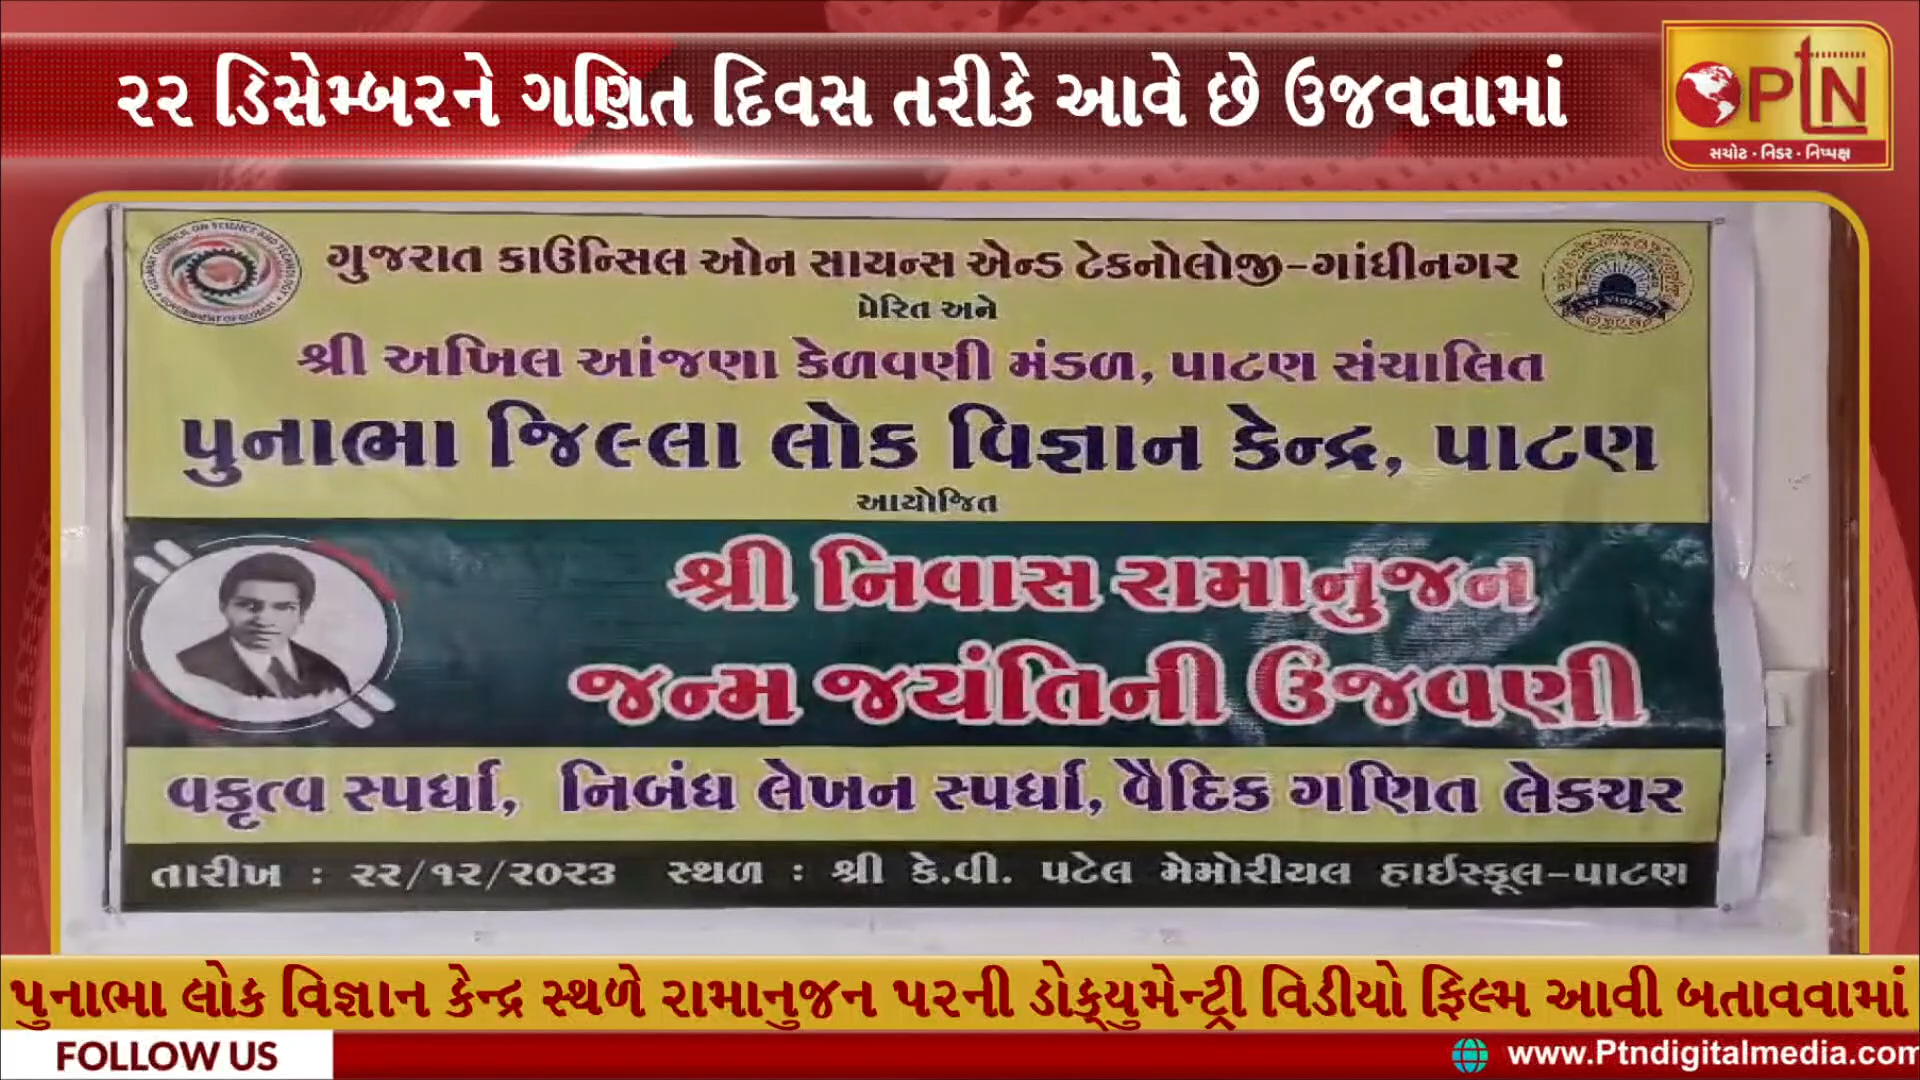 ૨૨ ડિસેમ્બરને ગણિત દિવસ તરીકે આવે છે ઉજવવામાં
PTN
સચોટ · નિડર · નિષ્પક્ષ
ગુજરાત કાઉન્સિલ ઓન સાયન્સ એન્ડ ટેકનોલોજી-ગાંધીનગર
પ્રેરિત અને
શ્રી અખિલ આંજણા કેળવણી મંડળ, પાટણ સંચાલિત
પુનાભા જિલ્લા લોક વિજ્ઞાન કેન્દ્ર, પાટણ
આયોજિત
શ્રી નિવાસ રામાનુજન
જન્મ જયંતિની ઉજવણી
વકૃત્વ સ્પર્ધા, નિબંધ લેખન સ્પર્ધા, વૈદિક ગણિત લેકચર
તારીખ : ૨૨/૧૨/૨૦૨૩ સ્થળ : શ્રી કે.વી. પટેલ મેમોરીયલ હાઈસ્કૂલ-પાટણ
પુનાભા લોક વિજ્ઞાન કેન્દ્ર સ્થળે રામાનુજન પરની ડોક્યુમેન્ટ્રી વિડીયો ફિલ્મ આવી બતાવવામાં
FOLLOW US
www.Ptndigitalmedia.com